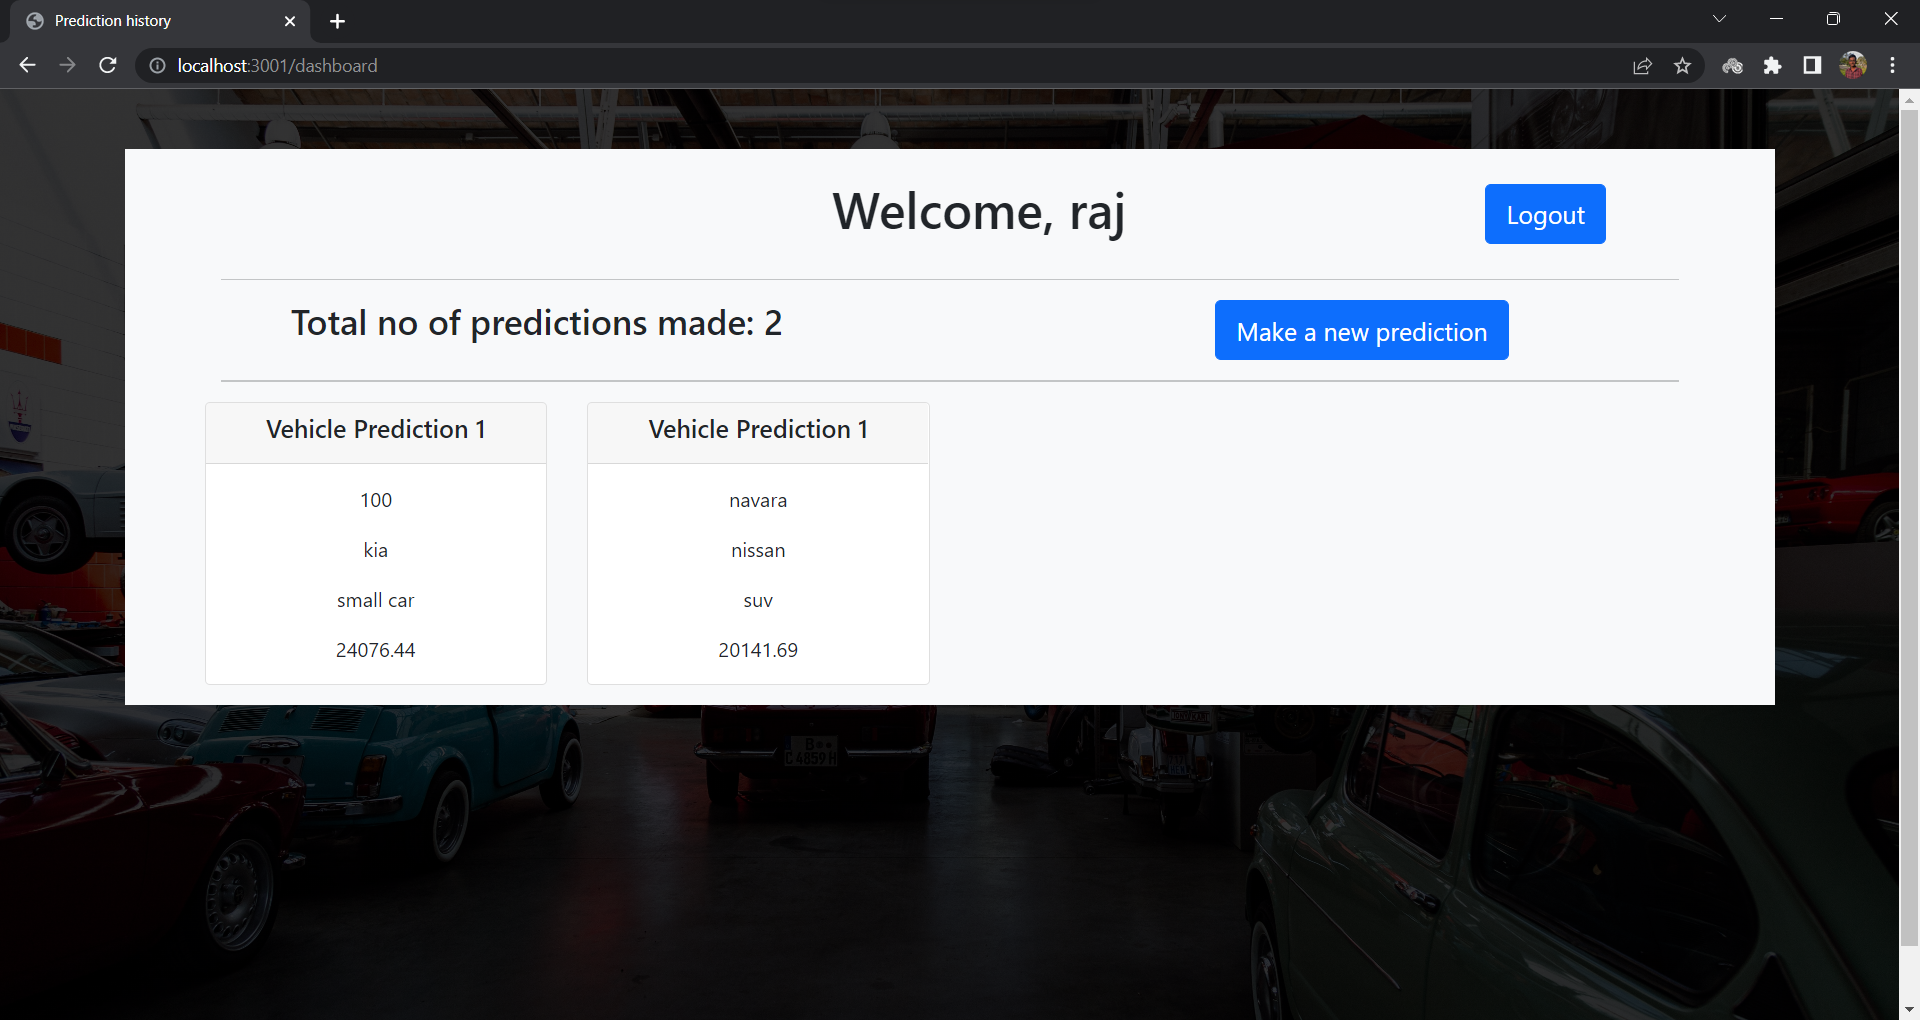 Prediction history
localhost:3001/dashboard
Welcome, raj
Logout
Total no of predictions made: 2
Make a new prediction
Vehicle Prediction 1
100
kia
small car
24076.44
Vehicle Prediction 1
navara
nissan
suv
20141.69